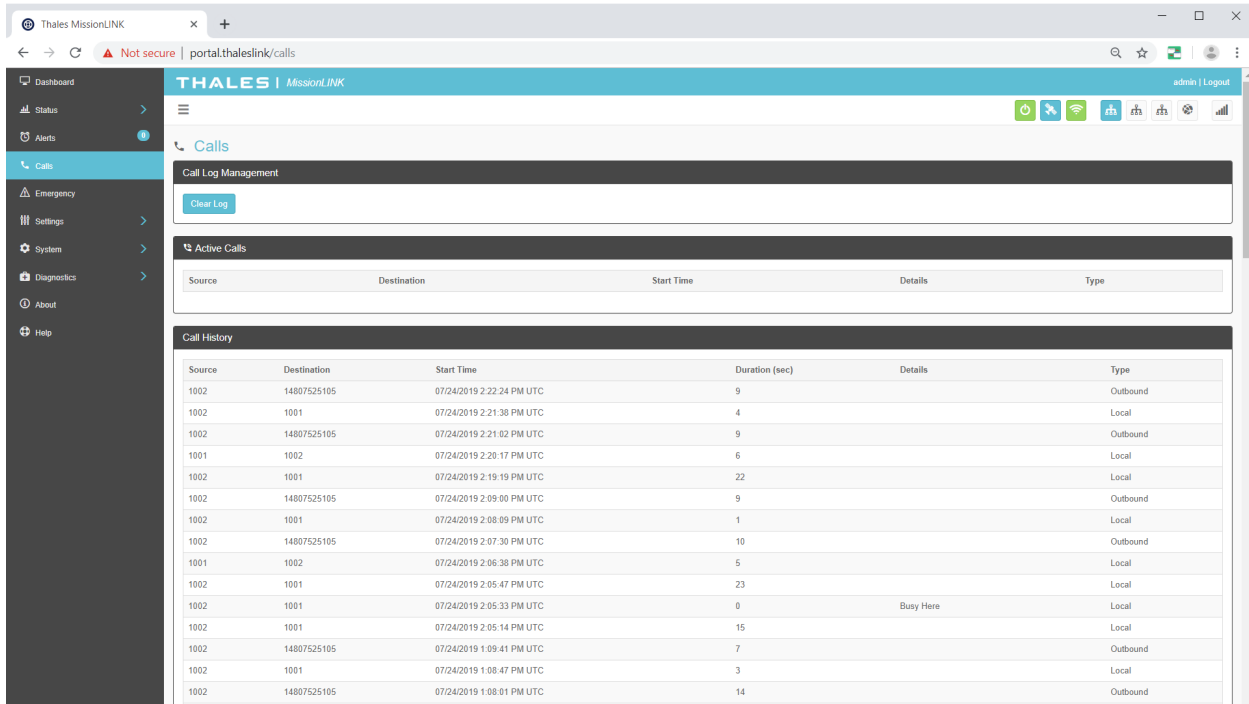 Thales MissionLINK
Not secure | portal.thaleslink/calls
Dashboard
Status
Alerts 0
Calls
Emergency
Settings
System
Diagnostics
About
Help
THALES | MissionLINK admin | Logout
Calls
Call Log Management
Clear Log
Active Calls
Source Destination Start Time Details Type
Call History
Source Destination Start Time Duration (sec) Details Type
1002 14807525105 07/24/2019 2:22:24 PM UTC 9 Outbound
1002 1001 07/24/2019 2:21:38 PM UTC 4 Local
1002 14807525105 07/24/2019 2:21:02 PM UTC 9 Outbound
1001 1002 07/24/2019 2:20:17 PM UTC 6 Local
1002 1001 07/24/2019 2:19:19 PM UTC 22 Local
1002 14807525105 07/24/2019 2:09:00 PM UTC 9 Outbound
1002 1001 07/24/2019 2:08:09 PM UTC 1 Local
1002 14807525105 07/24/2019 2:07:30 PM UTC 10 Outbound
1001 1002 07/24/2019 2:06:38 PM UTC 5 Local
1002 1001 07/24/2019 2:05:47 PM UTC 23 Local
1002 1001 07/24/2019 2:05:33 PM UTC 0 Busy Here Local
1002 1001 07/24/2019 2:05:14 PM UTC 15 Local
1002 14807525105 07/24/2019 1:09:41 PM UTC 7 Outbound
1002 1001 07/24/2019 1:08:47 PM UTC 3 Local
1002 14807525105 07/24/2019 1:08:01 PM UTC 14 Outbound